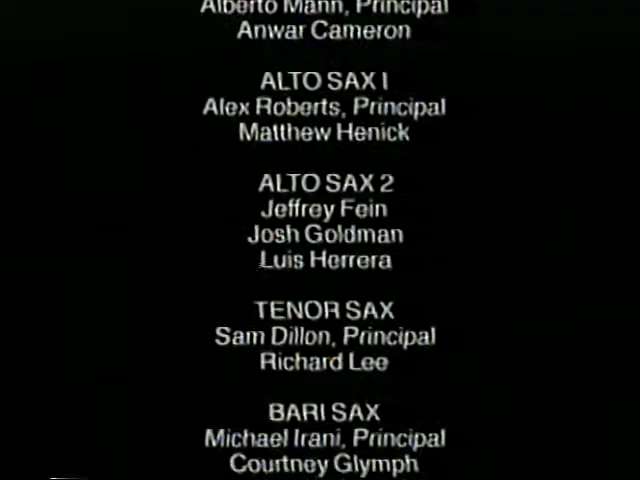 Alberto Mann, Principal
Anwar Cameron
ALTO SAX 1
Alex Roberts, Principal
Matthew Henick
ALTO SAX 2
Jeffrey Fein
Josh Goldman
Luis Herrera
TENOR SAX
Sam Dillon, Principal
Richard Lee
BARI SAX
Michael Irani, Principal
Courtney Glymph